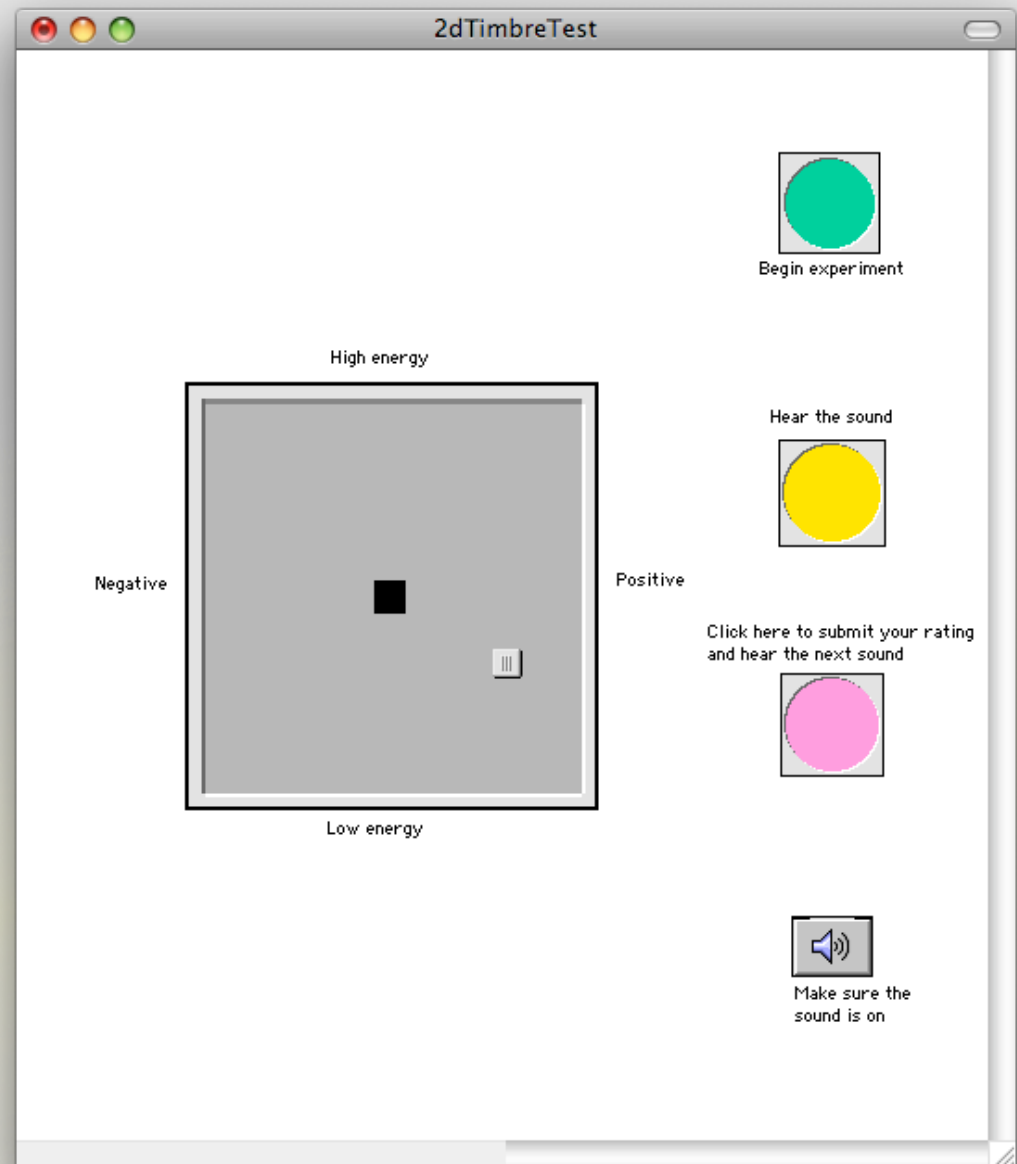 2dTimbreTest
Begin experiment
High energy
Hear the sound
Negative
Positive
Click here to submit your rating
and hear the next sound
Low energy
Make sure the
sound is on